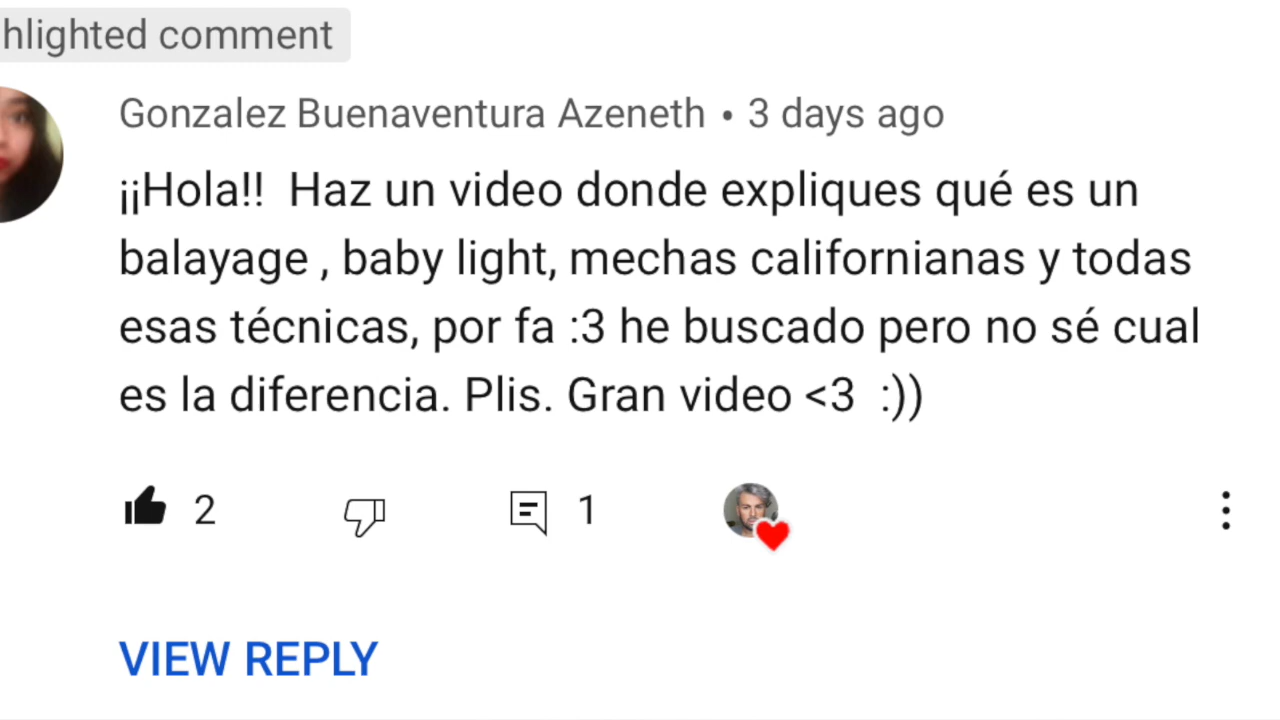 hlighted comment
Gonzalez Buenaventura Azeneth • 3 days ago
¡¡Hola!! Haz un video donde expliques qué es un
balayage , baby light, mechas californianas y todas
esas técnicas, por fa :3 he buscado pero no sé cual
es la diferencia. Plis. Gran video <3 :))
2 1
VIEW REPLY